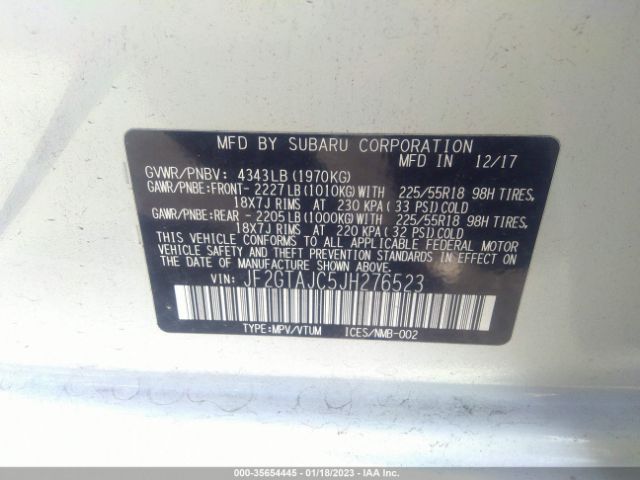 MFD BY SUBARU CORPORATION
MFD IN 12/17
GVWR/PNBV: 4343LB(1970KG)
GAWR/PNBE:FRONT- 2227LB(1010KG)WITH 225/55R18 98H TIRES,
18X7J RIMS AT 230 KPA(33 PSI)COLD
GAWR/PNBE:REAR - 2205LB(1000KG)WITH 225/55R18 98H TIRES,
18X7J RIMS AT 220 KPA(32 PSI)COLD
THIS VEHICLE CONFORMS TO ALL APPLICABLE FEDERAL MOTOR
VEHICLE SAFETY AND THEFT PREVENTION STANDARDS IN EFFECT ON
THE DATE OF MANUFACTURE SHOWN ABOVE.
VIN: JF2GTAJC5JH276523
TYPE:MPV/VTUM ICES/NMB-002
000-35654445 - 01/18/2023 - IAA Inc.